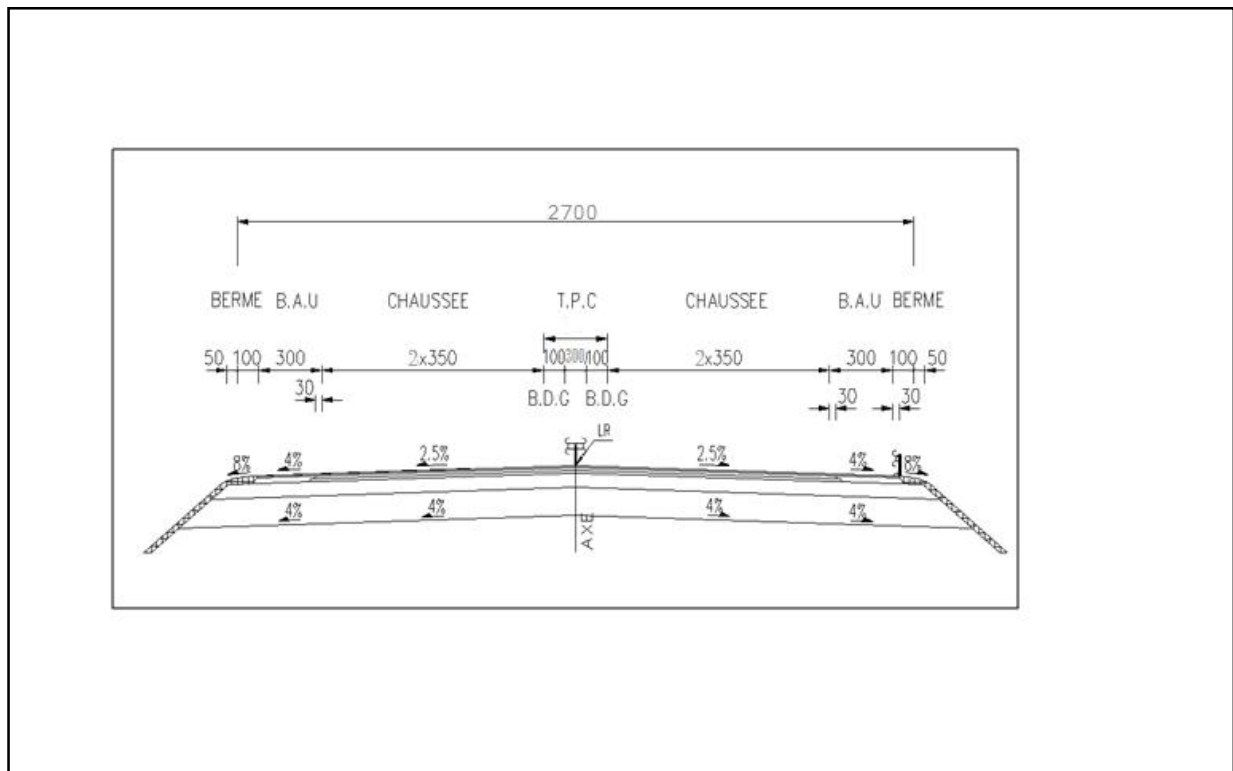 2700
BERME B.A.U CHAUSSEE T.P.C CHAUSSEE B.A.U BERME
50 100 300 2x350 100 300 100 2x350 300 100 50
30 B.D.G B.D.G 30 30
LR
8% 4% 2.5% 2.5% 4% 8%
4% 4% 4% 4%
AXE